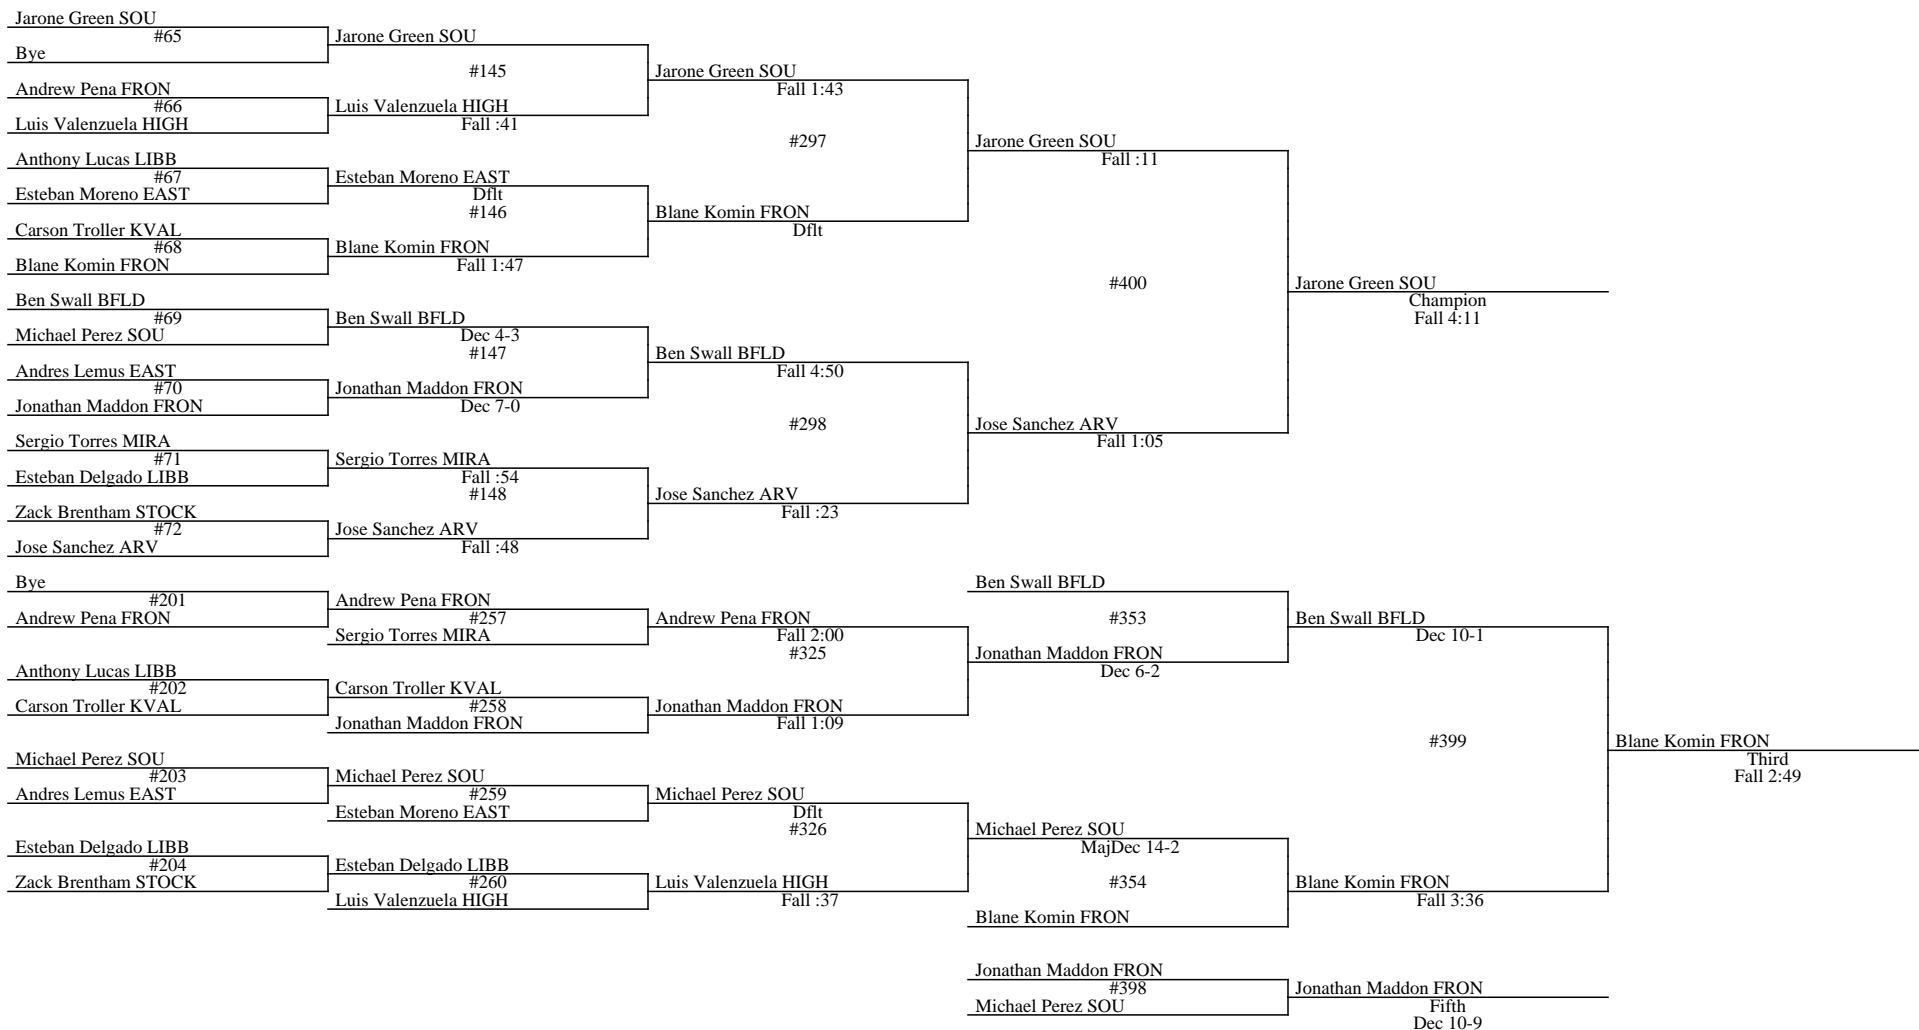 Jarone Green SOU
#65
Bye
Jarone Green SOU
#145
Andrew Pena FRON
#66
Luis Valenzuela HIGH
Luis Valenzuela HIGH
Fall :41
Jarone Green SOU
Fall 1:43
#297
Anthony Lucas LIBB
#67
Esteban Moreno EAST
Esteban Moreno EAST
Dflt
#146
Carson Troller KVAL
#68
Blane Komin FRON
Blane Komin FRON
Fall 1:47
Blane Komin FRON
Dflt
Jarone Green SOU
Fall :11
#400
Ben Swall BFLD
#69
Michael Perez SOU
Ben Swall BFLD
Dec 4-3
#147
Andres Lemus EAST
#70
Jonathan Maddon FRON
Jonathan Maddon FRON
Dec 7-0
Ben Swall BFLD
Fall 4:50
#298
Sergio Torres MIRA
#71
Esteban Delgado LIBB
Sergio Torres MIRA
Fall :54
#148
Zack Brentham STOCK
#72
Jose Sanchez ARV
Jose Sanchez ARV
Fall :48
Jose Sanchez ARV
Fall :23
Jose Sanchez ARV
Fall 1:05
Jarone Green SOU
Champion
Fall 4:11
Bye
#201
Andrew Pena FRON
Andrew Pena FRON
#257
Sergio Torres MIRA
Andrew Pena FRON
Fall 2:00
#325
Anthony Lucas LIBB
#202
Carson Troller KVAL
Carson Troller KVAL
#258
Jonathan Maddon FRON
Jonathan Maddon FRON
Fall 1:09
Ben Swall BFLD
#353
Jonathan Maddon FRON
Dec 6-2
Ben Swall BFLD
Dec 10-1
#399
Michael Perez SOU
#203
Andres Lemus EAST
Michael Perez SOU
#259
Esteban Moreno EAST
Michael Perez SOU
Dflt
#326
Esteban Delgado LIBB
#204
Zack Brentham STOCK
Esteban Delgado LIBB
#260
Luis Valenzuela HIGH
Luis Valenzuela HIGH
Fall :37
Michael Perez SOU
MajDec 14-2
#354
Blane Komin FRON
Blane Komin FRON
Fall 3:36
Blane Komin FRON
Third
Fall 2:49
Jonathan Maddon FRON
#398
Michael Perez SOU
Jonathan Maddon FRON
Fifth
Dec 10-9